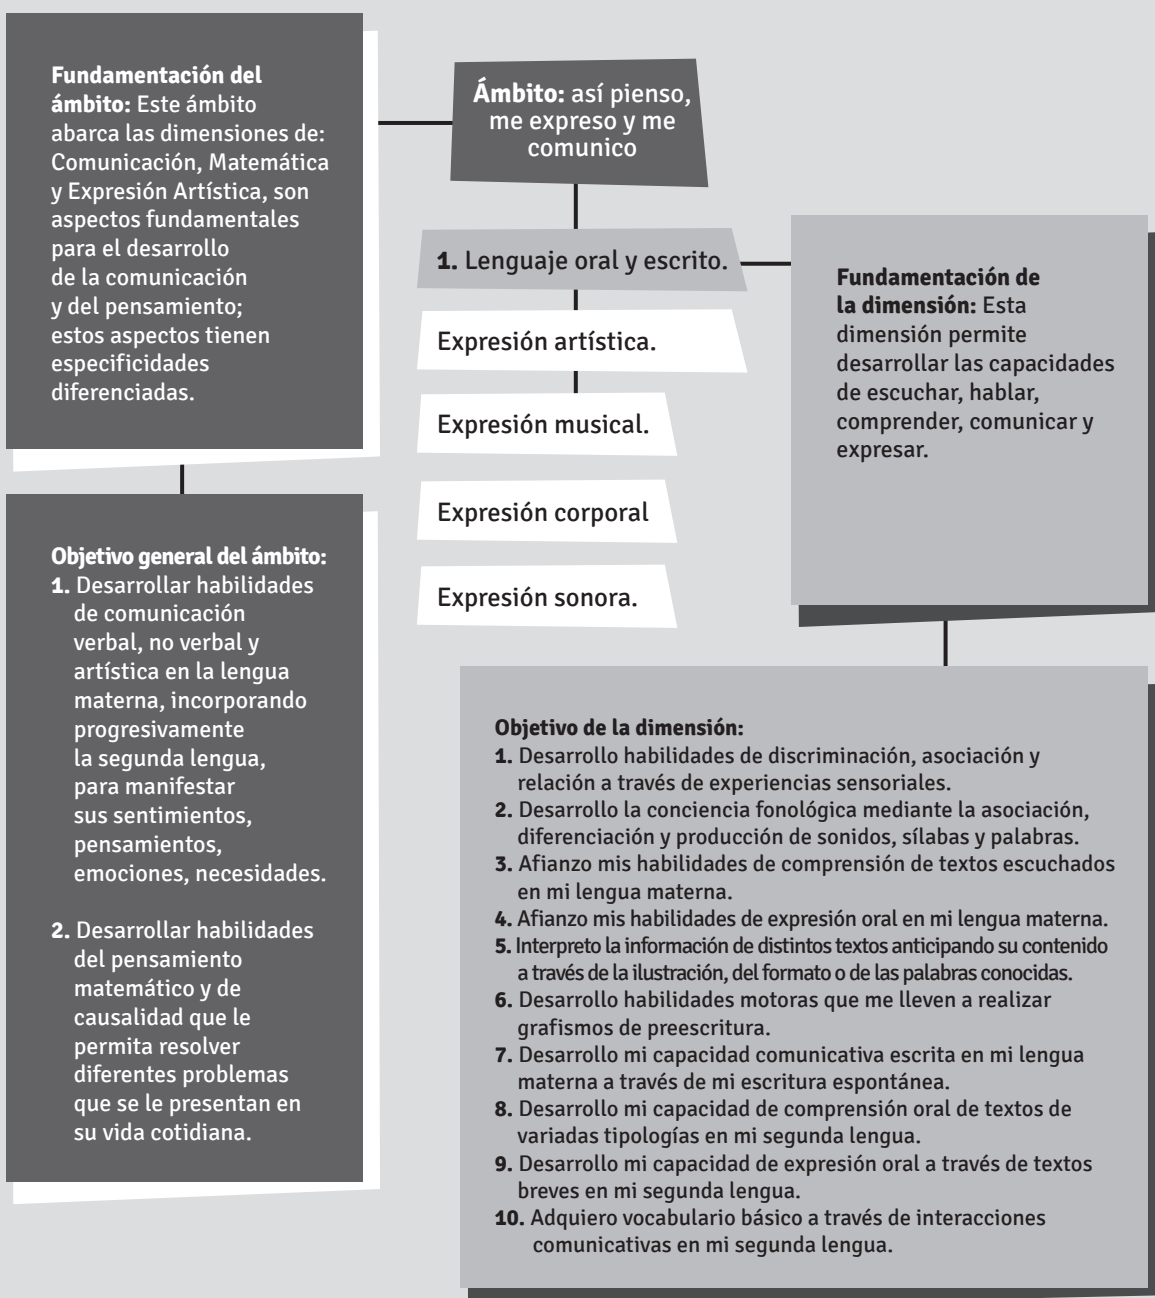 Fundamentación del
ámbito: Este ámbito
abarca las dimensiones de:
Comunicación, Matemática
y Expresión Artística, son
aspectos fundamentales
para el desarrollo
de la comunicación
y del pensamiento;
estos aspectos tienen
especificidades
diferenciadas.
Objetivo general del ámbito:
1. Desarrollar habilidades
de comunicación
verbal, no verbal y
artística en la lengua
materna, incorporando
progresivamente
la segunda lengua,
para manifestar
sus sentimientos,
pensamientos,
emociones, necesidades.
2. Desarrollar habilidades
del pensamiento
matemático y de
causalidad que le
permita resolver
diferentes problemas
que se le presentan en
su vida cotidiana.
Ámbito: así pienso,
me expreso y me
comunico
1. Lenguaje oral y escrito.
Expresión artística.
Expresión musical.
Expresión corporal
Expresión sonora.
Fundamentación de
la dimensión: Esta
dimensión permite
desarrollar las capacidades
de escuchar, hablar,
comprender, comunicar y
expresar.
Objetivo de la dimensión:
1. Desarrollo habilidades de discriminación, asociación y
relación a través de experiencias sensoriales.
2. Desarrollo la conciencia fonológica mediante la asociación,
diferenciación y producción de sonidos, sílabas y palabras.
3. Afianzo mis habilidades de comprensión de textos escuchados
en mi lengua materna.
4. Afianzo mis habilidades de expresión oral en mi lengua materna.
5. Interpreto la información de distintos textos anticipando su contenido
a través de la ilustración, del formato o de las palabras conocidas.
6. Desarrollo habilidades motoras que me lleven a realizar
grafismos de preescritura.
7. Desarrollo mi capacidad comunicativa escrita en mi lengua
materna a través de mi escritura espontánea.
8. Desarrollo mi capacidad de comprensión oral de textos de
variadas tipologías en mi segunda lengua.
9. Desarrollo mi capacidad de expresión oral a través de textos
breves en mi segunda lengua.
10. Adquiero vocabulario básico a través de interacciones
comunicativas en mi segunda lengua.